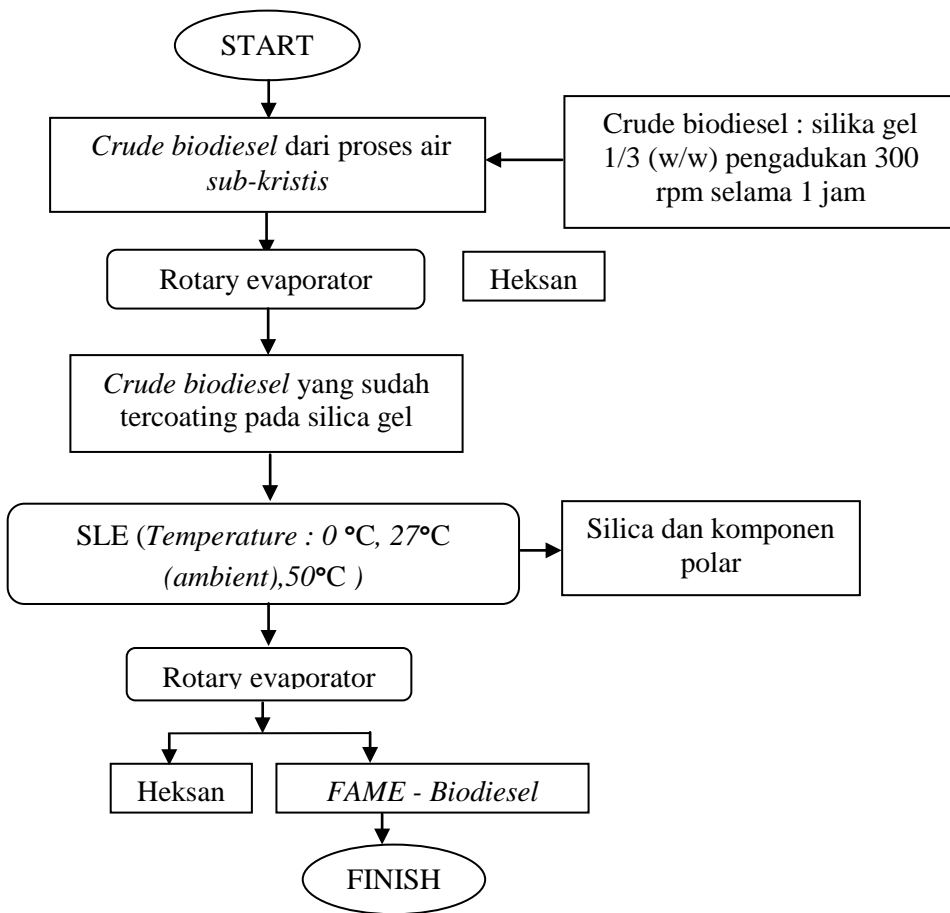 START
Crude biodiesel dari proses air
sub-kristis
Crude biodiesel : silika gel
1/3 (w/w) pengadukan 300
rpm selama 1 jam
Rotary evaporator
Heksan
Crude biodiesel yang sudah
tercoating pada silica gel
SLE (Temperature : 0 °C, 27°C
(ambient),50°C )
Silica dan komponen
polar
Rotary evaporator
Heksan
FAME - Biodiesel
FINISH